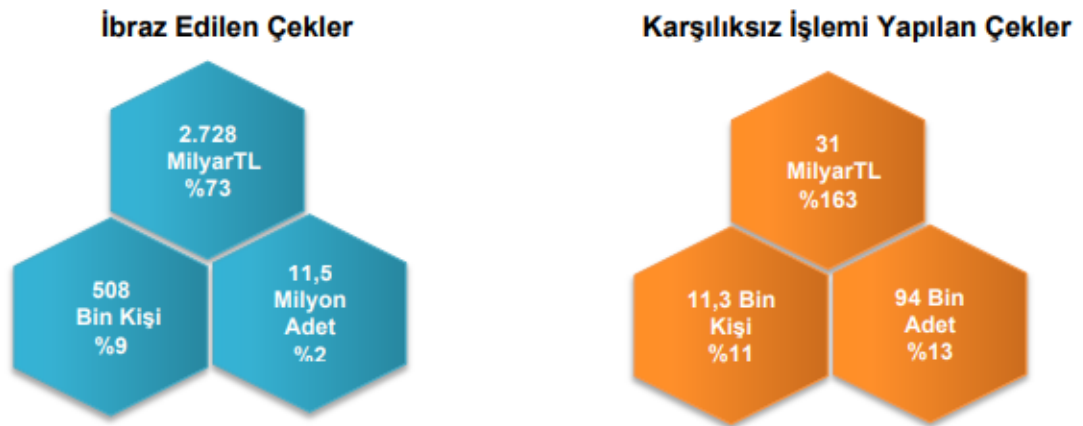 İbraz Edilen Çekler
2.728
MilyarTL
%73
508
Bin Kişi
%9
11,5
Milyon
Adet
%2
Karşılıksız İşlemi Yapılan Çekler
31
MilyarTL
%163
11,3 Bin
Kişi
%11
94 Bin
Adet
%13